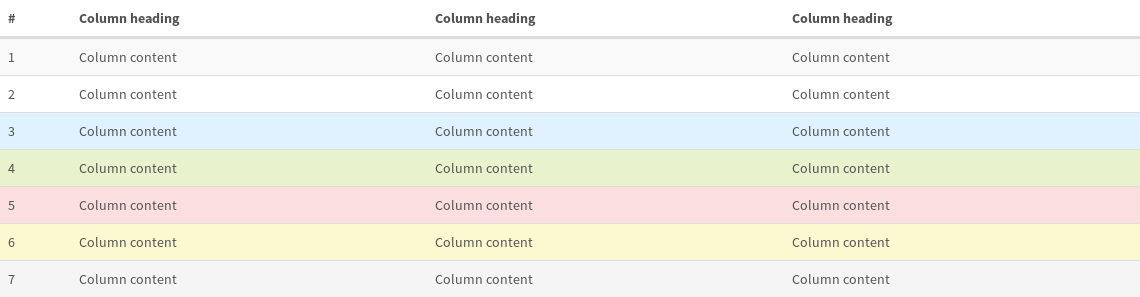 # Column heading Column heading Column heading
1 Column content Column content Column content
2 Column content Column content Column content
3 Column content Column content Column content
4 Column content Column content Column content
5 Column content Column content Column content
6 Column content Column content Column content
7 Column content Column content Column content